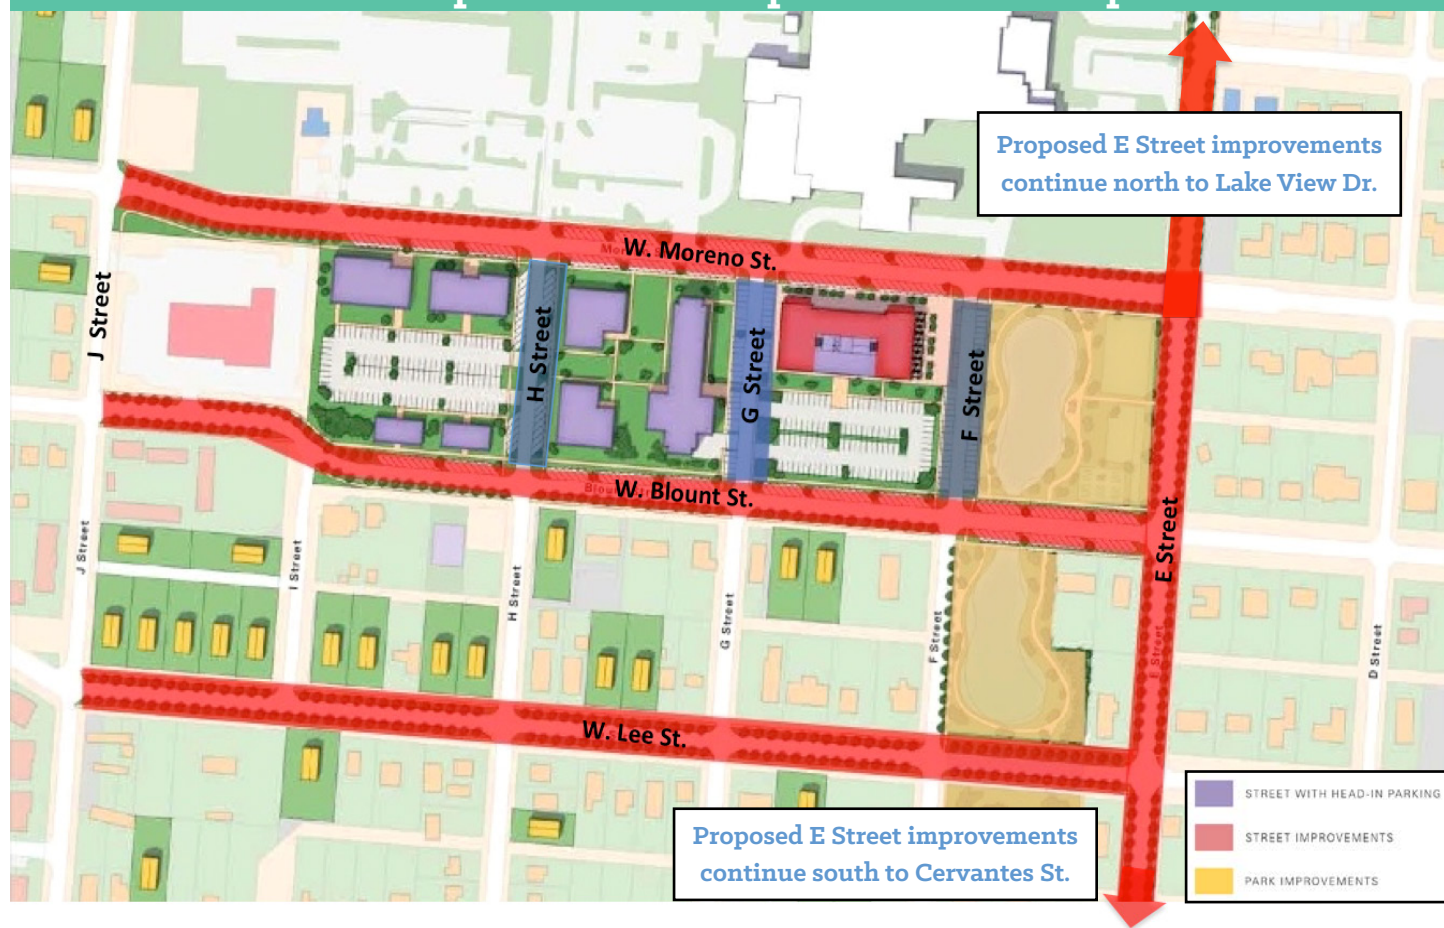 Proposed E Street improvements
continue north to Lake View Dr.
W. Moreno St.
J Street
H Street
G Street
F Street
W. Blount St.
E Street
J Street
I Street
H Street
G Street
F Street
E Street
D Street
W. Lee St.
Proposed E Street improvements
continue south to Cervantes St.
STREET WITH HEAD-IN PARKING
STREET IMPROVEMENTS
PARK IMPROVEMENTS